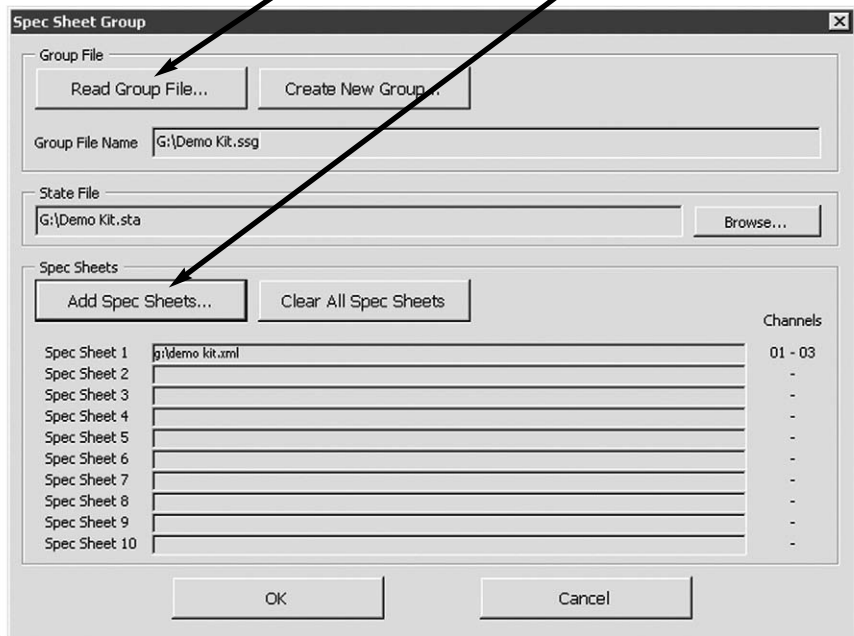 Spec Sheet Group
Group File
Read Group File... Create New Group...
Group File Name G:\Demo Kit.ssg
State File
G:\Demo Kit.sta Browse...
Spec Sheets
Add Spec Sheets... Clear All Spec Sheets
Channels
Spec Sheet 1 g:\demo kit.xml 01 - 03
Spec Sheet 2 -
Spec Sheet 3 -
Spec Sheet 4 -
Spec Sheet 5 -
Spec Sheet 6 -
Spec Sheet 7 -
Spec Sheet 8 -
Spec Sheet 9 -
Spec Sheet 10 -
OK Cancel